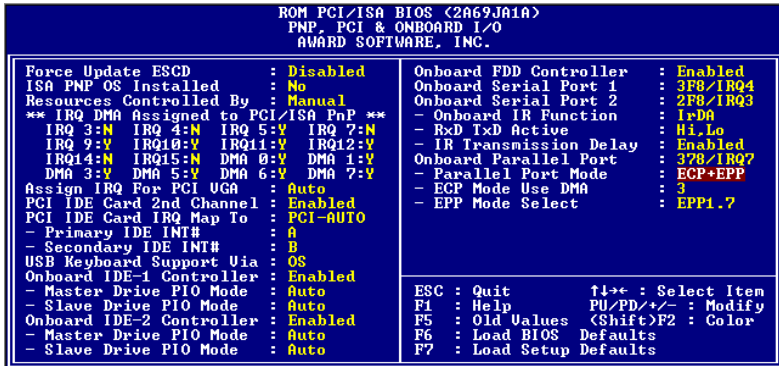 ROM PCI/ISA BIOS (2A69JA1A)
PNP, PCI & ONBOARD I/O
AWARD SOFTWARE, INC.
Force Update ESCD : Disabled
ISA PNP OS Installed : No
Resources Controlled By : Manual
** IRQ DMA Assigned to PCI/ISA PnP **
IRQ 3:N IRQ 4:N IRQ 5:Y IRQ 7:N
IRQ 9:Y IRQ10:Y IRQ11:Y IRQ12:Y
IRQ14:N IRQ15:N DMA 0:Y DMA 1:Y
DMA 3:Y DMA 5:Y DMA 6:Y DMA 7:Y
Assign IRQ For PCI VGA : Auto
PCI IDE Card 2nd Channel : Enabled
PCI IDE Card IRQ Map To : PCI-AUTO
- Primary IDE INT# : A
- Secondary IDE INT# : B
USB Keyboard Support Via : OS
Onboard IDE-1 Controller : Enabled
- Master Drive PIO Mode : Auto
- Slave Drive PIO Mode : Auto
Onboard IDE-2 Controller : Enabled
- Master Drive PIO Mode : Auto
- Slave Drive PIO Mode : Auto
Onboard FDD Controller : Enabled
Onboard Serial Port 1 : 3F8/IRQ4
Onboard Serial Port 2 : 2F8/IRQ3
- Onboard IR Function : IrDA
- RxD TxD Active : Hi,Lo
- IR Transmission Delay : Enabled
Onboard Parallel Port : 378/IRQ7
- Parallel Port Mode : ECP+EPP
- ECP Mode Use DMA : 3
- EPP Mode Select : EPP1.7
ESC : Quit ↑↓→← : Select Item
F1 : Help PU/PD/+/- : Modify
F5 : Old Values (Shift)F2 : Color
F6 : Load BIOS Defaults
F7 : Load Setup Defaults